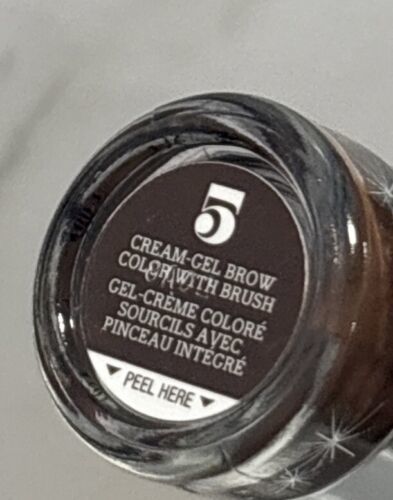 5
CREAM-GEL BROW
COLOR WITH BRUSH
GEL-CRÈME COLORÉ
SOURCILS AVEC
PINCEAU INTÉGRÉ
▼ PEEL HERE ▼